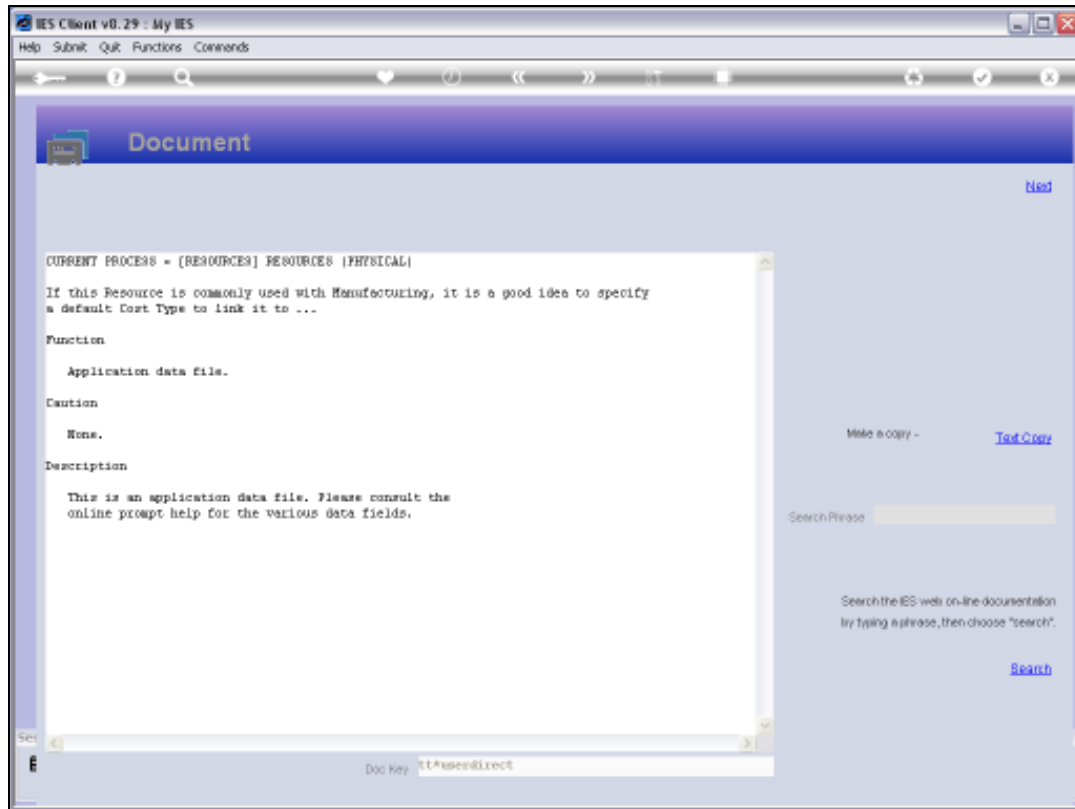 IES Client v8.29 : My IES
Help Submit Quit Functions Commands
Document
Next
CURRENT PROCESS = [RESOURCES] RESOURCES (PHYSICAL)
If this Resource is commonly used with Manufacturing, it is a good idea to specify
a default Cost Type to link it to ...
Function
Application data file.
Caution
None.
Make a copy -
Text Copy
Description
This is an application data file. Please consult the
online prompt help for the various data fields.
Search Phrase
Search the IES web on-line documentation
by typing a phrase, then choose "search".
Search
Doc Key tt*userdirect